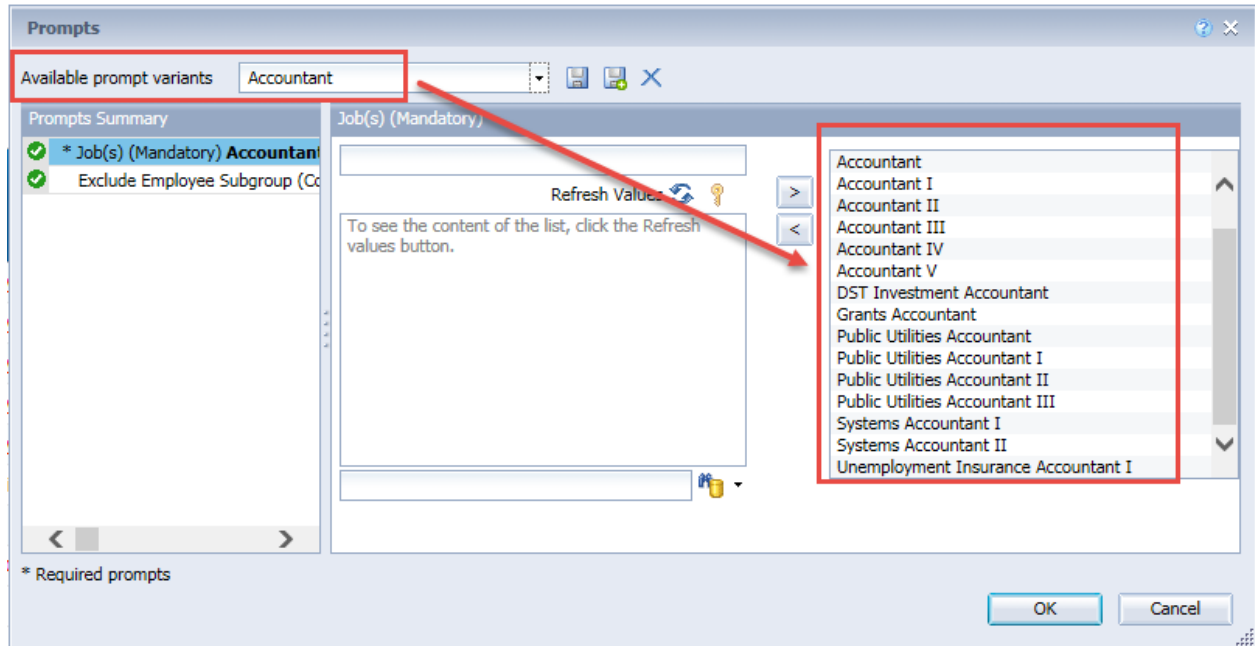 Prompts
Available prompt variants Accountant
Prompts Summary
* Job(s) (Mandatory) Accountant
Exclude Employee Subgroup (Co
Job(s) (Mandatory)
Refresh Values
To see the content of the list, click the Refresh
values button.
>
<
Accountant
Accountant I
Accountant II
Accountant III
Accountant IV
Accountant V
DST Investment Accountant
Grants Accountant
Public Utilities Accountant
Public Utilities Accountant I
Public Utilities Accountant II
Public Utilities Accountant III
Systems Accountant I
Systems Accountant II
Unemployment Insurance Accountant I
* Required prompts
OK Cancel